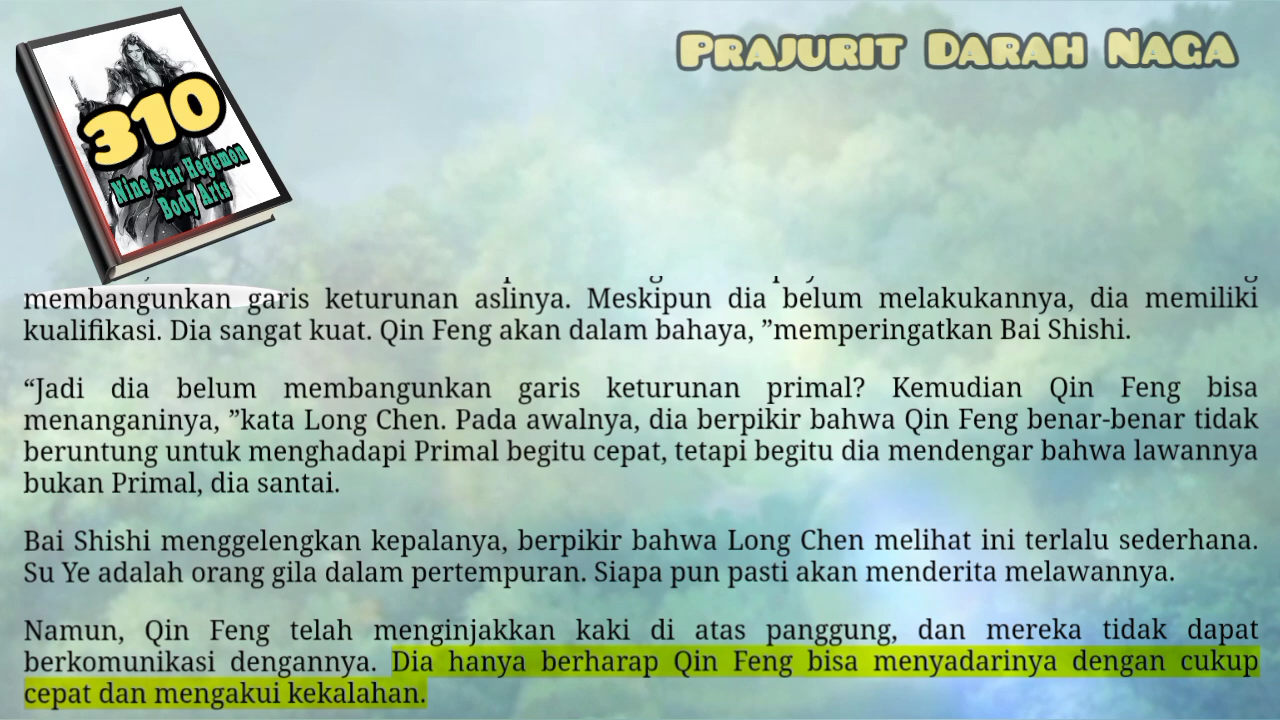 310
Nine Star Hegemon
Body Arts
Prajurit Darah Naga
membangunkan garis keturunan aslinya. Meskipun dia belum melakukannya, dia memiliki
kualifikasi. Dia sangat kuat. Qin Feng akan dalam bahaya, ”memperingatkan Bai Shishi.
“Jadi dia belum membangunkan garis keturunan primal? Kemudian Qin Feng bisa
menanganinya, ”kata Long Chen. Pada awalnya, dia berpikir bahwa Qin Feng benar-benar tidak
beruntung untuk menghadapi Primal begitu cepat, tetapi begitu dia mendengar bahwa lawannya
bukan Primal, dia santai.
Bai Shishi menggelengkan kepalanya, berpikir bahwa Long Chen melihat ini terlalu sederhana.
Su Ye adalah orang gila dalam pertempuran. Siapa pun pasti akan menderita melawannya.
Namun, Qin Feng telah menginjakkan kaki di atas panggung, dan mereka tidak dapat
berkomunikasi dengannya. Dia hanya berharap Qin Feng bisa menyadarinya dengan cukup
cepat dan mengakui kekalahan.